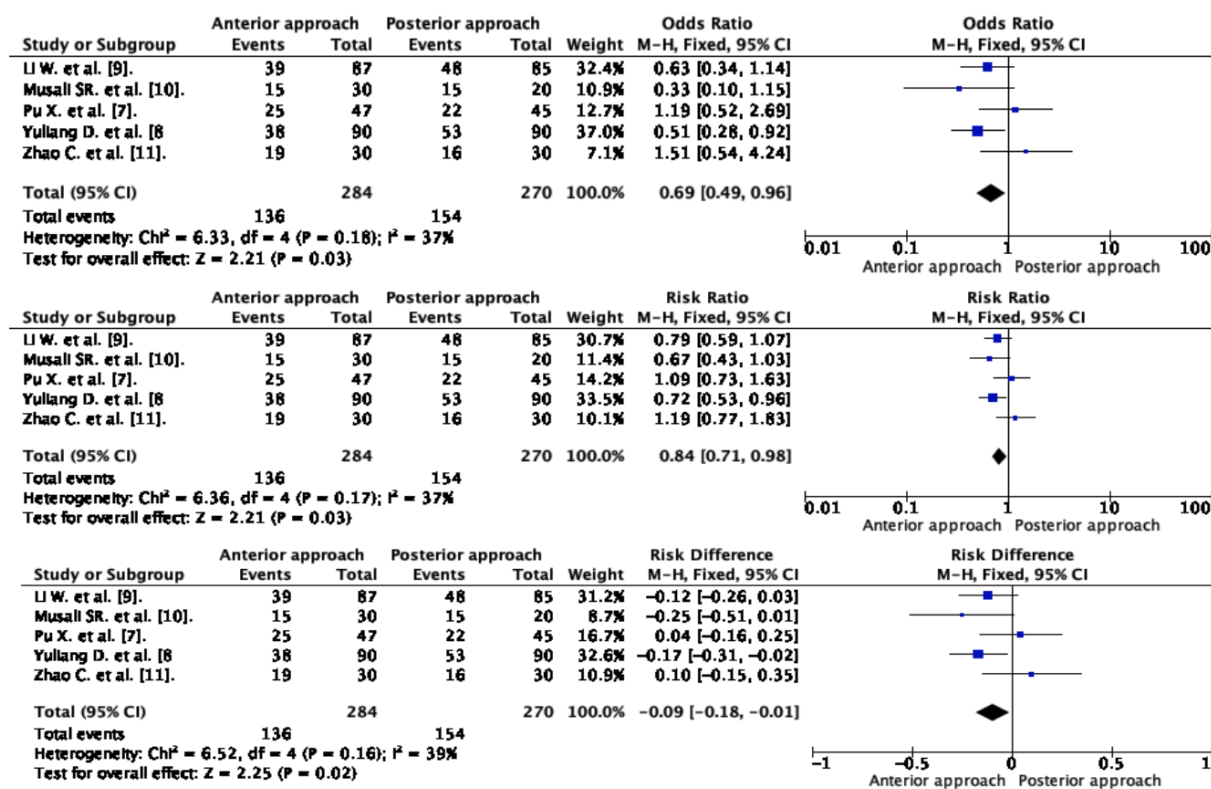 Anterior approach Posterior approach Odds Ratio Odds Ratio
Study or Subgroup Events Total Events Total Weight M-H, Fixed, 95% CI M-H, Fixed, 95% CI
Li W. et al. [9]. 39 87 48 85 32.4% 0.63 [0.34, 1.14]
Musali SR. et al. [10]. 15 30 15 20 10.9% 0.33 [0.10, 1.15]
Pu X. et al. [7]. 25 47 22 45 12.7% 1.19 [0.52, 2.69]
Yuliang D. et al. [8 38 90 53 90 37.0% 0.51 [0.28, 0.92]
Zhao C. et al. [11]. 19 30 16 30 7.1% 1.51 [0.54, 4.24]
Total (95% CI) 284 270 100.0% 0.69 [0.49, 0.96]
Total events 136 154
Heterogeneity: Chi² = 6.33, df = 4 (P = 0.18); I² = 37%
Test for overall effect: Z = 2.21 (P = 0.03)
0.01 0.1 1 10 100
Anterior approach Posterior approach
Anterior approach Posterior approach Risk Ratio Risk Ratio
Study or Subgroup Events Total Events Total Weight M-H, Fixed, 95% CI M-H, Fixed, 95% CI
Li W. et al. [9]. 39 87 48 85 30.7% 0.79 [0.59, 1.07]
Musali SR. et al. [10]. 15 30 15 20 11.4% 0.67 [0.43, 1.03]
Pu X. et al. [7]. 25 47 22 45 14.2% 1.09 [0.73, 1.63]
Yuliang D. et al. [8 38 90 53 90 33.5% 0.72 [0.53, 0.96]
Zhao C. et al. [11]. 19 30 16 30 10.1% 1.19 [0.77, 1.83]
Total (95% CI) 284 270 100.0% 0.84 [0.71, 0.98]
Total events 136 154
Heterogeneity: Chi² = 6.36, df = 4 (P = 0.17); I² = 37%
Test for overall effect: Z = 2.21 (P = 0.03)
0.01 0.1 1 10 100
Anterior approach Posterior approach
Anterior approach Posterior approach Risk Difference Risk Difference
Study or Subgroup Events Total Events Total Weight M-H, Fixed, 95% CI M-H, Fixed, 95% CI
Li W. et al. [9]. 39 87 48 85 31.2% -0.12 [-0.26, 0.03]
Musali SR. et al. [10]. 15 30 15 20 8.7% -0.25 [-0.51, 0.01]
Pu X. et al. [7]. 25 47 22 45 16.7% 0.04 [-0.16, 0.25]
Yuliang D. et al. [8 38 90 53 90 32.6% -0.17 [-0.31, -0.02]
Zhao C. et al. [11]. 19 30 16 30 10.9% 0.10 [-0.15, 0.35]
Total (95% CI) 284 270 100.0% -0.09 [-0.18, -0.01]
Total events 136 154
Heterogeneity: Chi² = 6.52, df = 4 (P = 0.16); I² = 39%
Test for overall effect: Z = 2.25 (P = 0.02)
-1 -0.5 0 0.5 1
Anterior approach Posterior approach